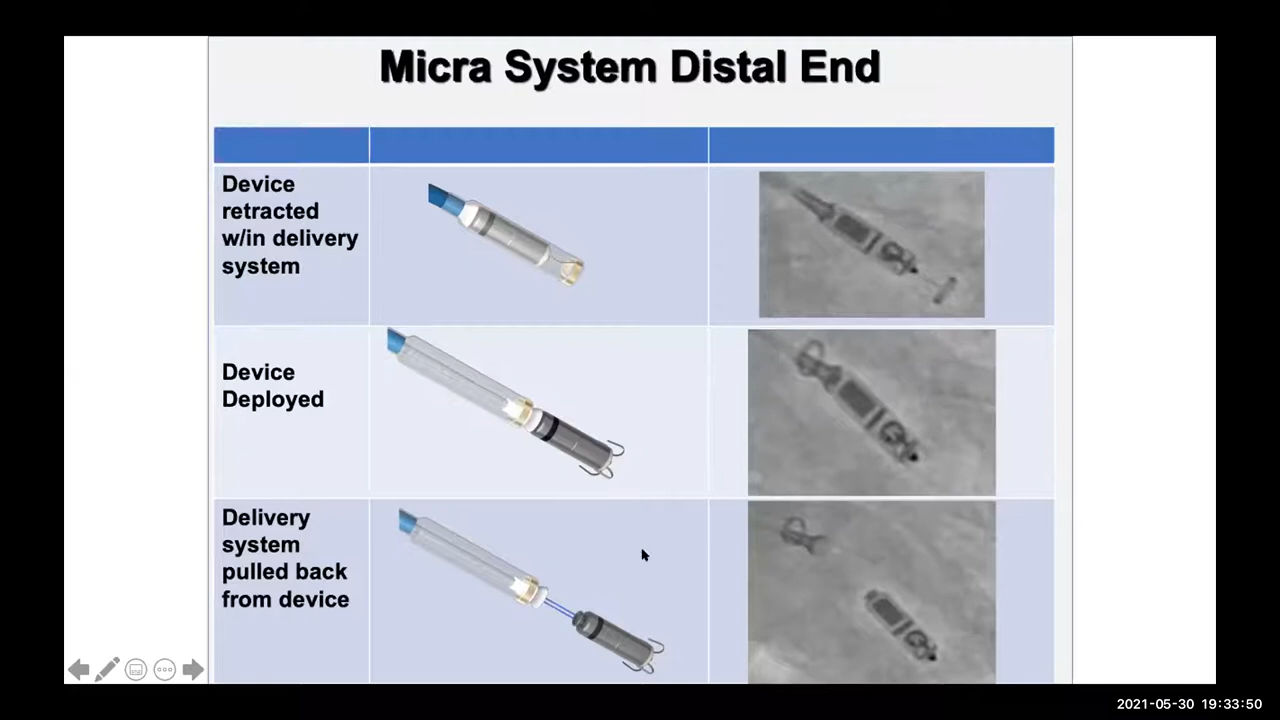 Micra System Distal End
Device
retracted
w/in delivery
system
Device
Deployed
Delivery
system
pulled back
from device
2021-05-30 19:33:50